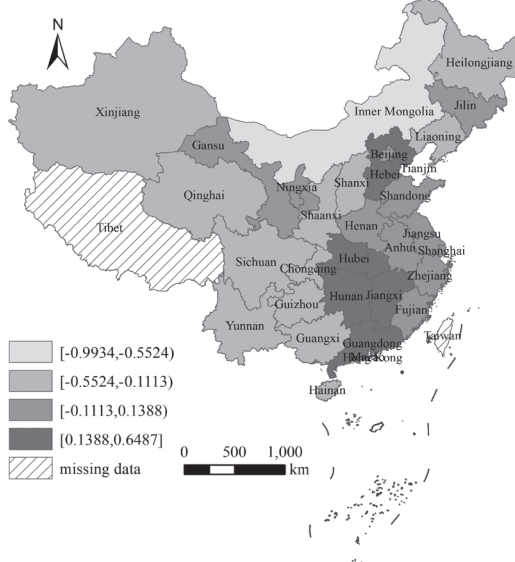 N
Heilongjiang
Xinjiang
Inner Mongolia
Jilin
Gansu
Liaoning
Beijing
Tianjin
Hebei
Ningxia
Shanxi
Qinghai
Shandong
Shaanxi
Henan
Tibet
Jiangsu
Anhui
Shanghai
Hubei
Sichuan
Chongqing
Zhejiang
Hunan
Jiangxi
Guizhou
Fujian
Yunnan
Guangxi
Guangdong
Taiwan
Hainan
[-0.9934,-0.5524)
[-0.5524,-0.1113)
[-0.1113,0.1388)
[0.1388,0.6487]
missing data
0 500 1,000
km